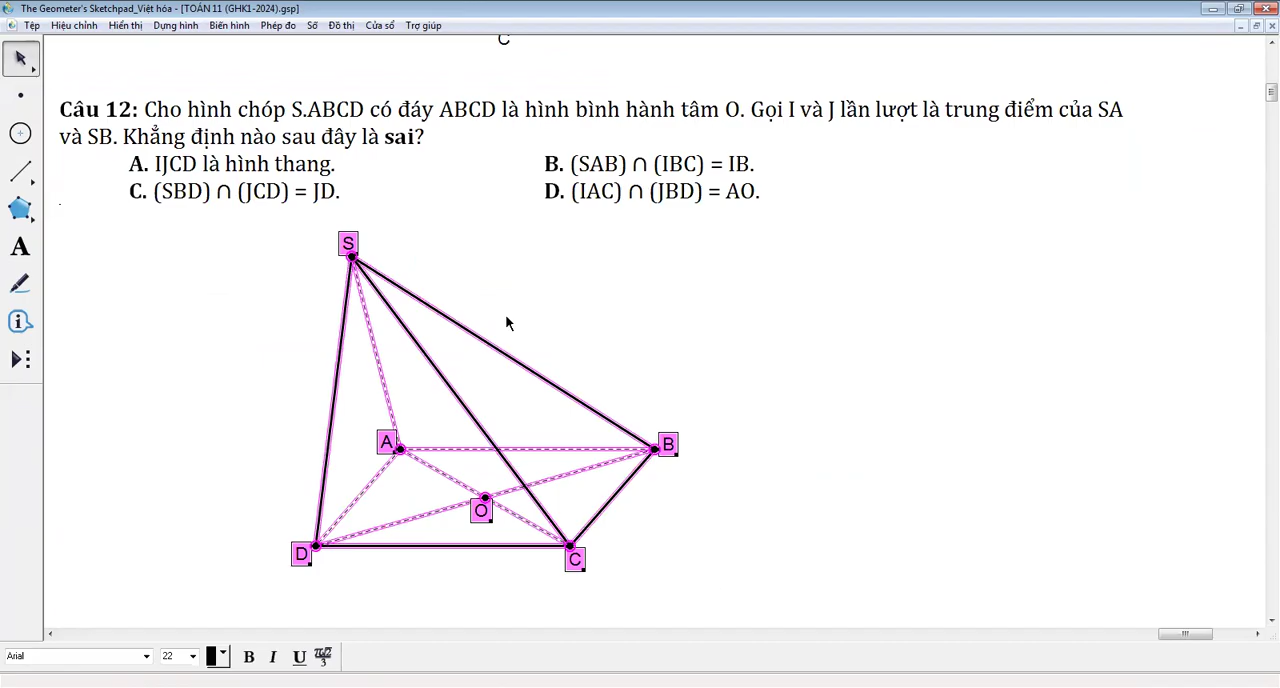 The Geometer's Sketchpad_Việt hóa - [TOÁN 11 (GHK1-2024).gsp]
Tệp Hiệu chỉnh Hiển thị Dựng hình Biến hình Phép đo Số Đồ thị Cửa sổ Trợ giúp
Câu 12: Cho hình chóp S.ABCD có đáy ABCD là hình bình hành tâm O. Gọi I và J lần lượt là trung điểm của SA
và SB. Khẳng định nào sau đây là sai?
A. IJCD là hình thang. B. (SAB) ∩ (IBC) = IB.
C. (SBD) ∩ (JCD) = JD. D. (IAC) ∩ (JBD) = AO.
S
A B
O
D C
Arial 22 B I U